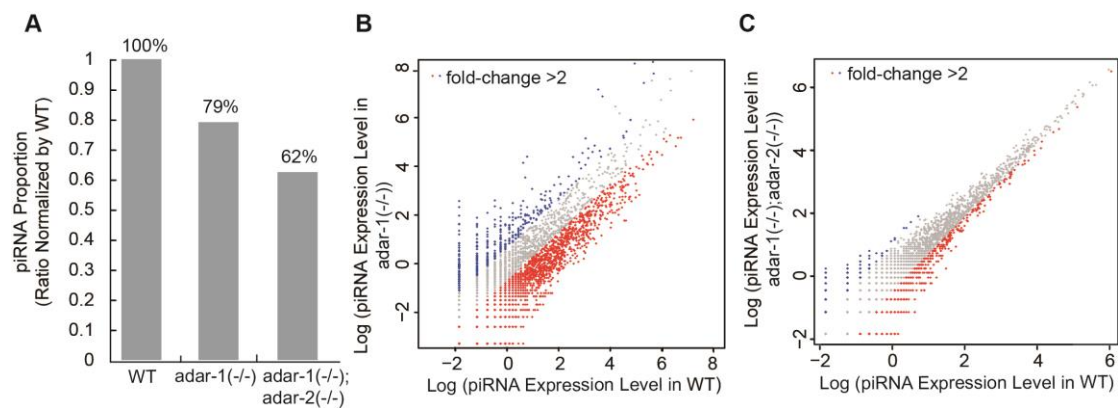 A
100%
79%
62%
piRNA Proportion
(Ratio Normalized by WT)
1
0.9
0.8
0.7
0.6
0.5
0.4
0.3
0.2
0.1
0
WT
adar-1(-/-)
adar-1(-/-);
adar-2(-/-)
B
fold-change >2
Log (piRNA Expression Level in
adar-1(-/-))
8
6
4
2
0
−2
−2 0 2 4 6 8
Log (piRNA Expression Level in WT)
C
fold-change >2
Log (piRNA Expression Level in
adar-1(-/-);adar-2(-/-))
6
4
2
0
−2
−2 0 2 4 6
Log (piRNA Expression Level in WT)